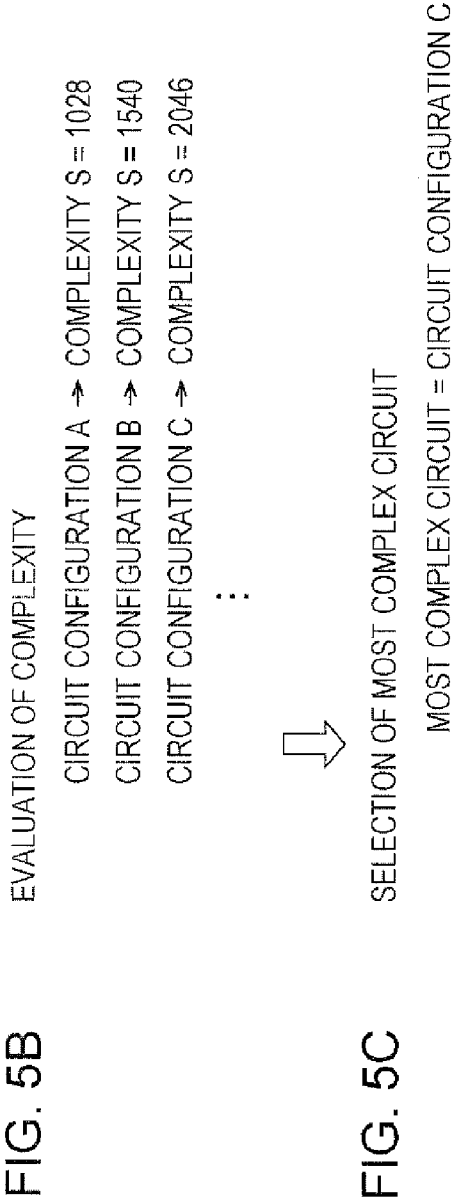 FIG. 5B
EVALUATION OF COMPLEXITY
CIRCUIT CONFIGURATION A → COMPLEXITY S = 1028
CIRCUIT CONFIGURATION B → COMPLEXITY S = 1540
CIRCUIT CONFIGURATION C → COMPLEXITY S = 2046
⋮
FIG. 5C
SELECTION OF MOST COMPLEX CIRCUIT
MOST COMPLEX CIRCUIT = CIRCUIT CONFIGURATION C